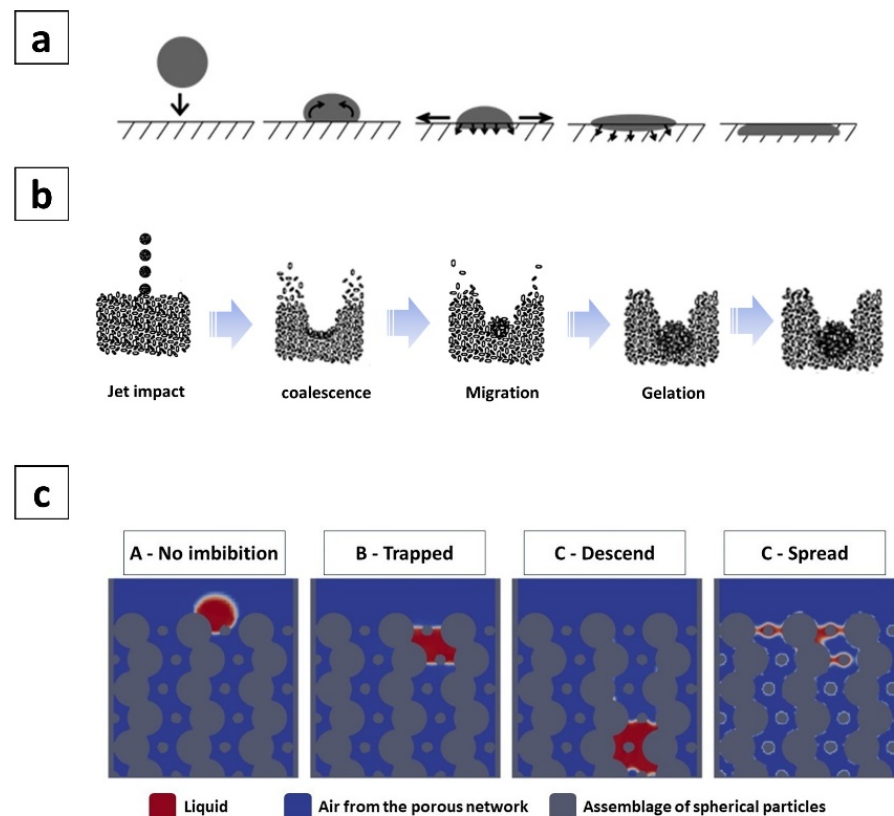 a
b
Jet impact
coalescence
Migration
Gelation
c
A - No imbibition
B - Trapped
C - Descend
C - Spread
Liquid
Air from the porous network
Assemblage of spherical particles